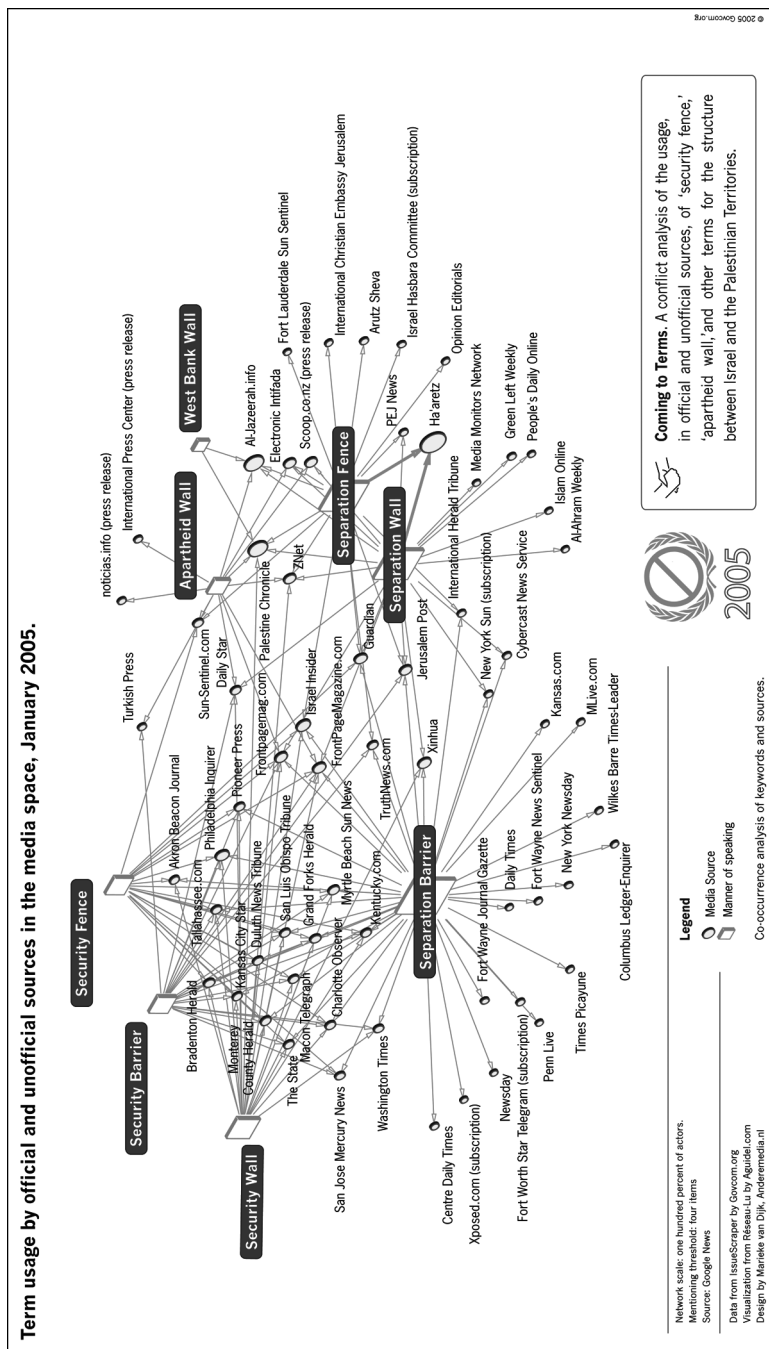 Term usage by official and unofficial sources in the media space, January 2005.
Security Fence
Security Barrier
Security Wall
Apartheid Wall
West Bank Wall
Separation Fence
Separation Wall
Separation Barrier
noticias.info (press release)
International Press Center (press release)
Turkish Press
Sun-Sentinel.com
Daily Star
Al-Jazeerah.info
Electronic Intifada
Scoop.co.nz (press release)
Fort Lauderdale Sun Sentinel
International Christian Embassy Jerusalem
Arutz Sheva
Israel Hasbara Committee (subscription)
Opinion Editorials
Palestine Chronicle
ZNet
PEJ News
Ha'aretz
Akron Beacon Journal
Philadelphia Inquirer
Pioneer Press
Tallahassee.com
Frontpagemag.com
Israel Insider
FrontPageMagazine.com
Guardian
Jerusalem Post
International Herald Tribune
Media Monitors Network
Green Left Weekly
People's Daily Online
Islam Online
Al-Ahram Weekly
New York Sun (subscription)
Cybercast News Service
Bradenton Herald
Kansas City Star
Duluth News Tribune
San Luis Obispo Tribune
Grand Forks Herald
Myrtle Beach Sun News
TruthNews.com
Xinhua
Monterey
County Herald
The State
Macon Telegraph
Charlotte Observer
Kentucky.com
San Jose Mercury News
Washington Times
Kansas.com
MLive.com
Wilkes Barre Times-Leader
Centre Daily Times
Xposed.com (subscription)
Newsday
Fort Worth Star Telegram (subscription)
Penn Live
Fort Wayne Journal Gazette
Daily Times
Fort Wayne News Sentinel
New York Newsday
Times Picayune
Columbus Ledger-Enquirer
Network scale: one hundred percent of actors.
Mentioning threshold: four items
Source: Google News
Data from IssueScraper by Govcom.org
Visualization from Réseau-Lu by Aguidel.com
Design by Marieke van Dijk, Anderemedia.nl
Legend
Media Source
Manner of speaking
Co-occurrence analysis of keywords and sources.
2005
Coming to Terms. A conflict analysis of the usage,
in official and unofficial sources, of 'security fence,'
'apartheid wall,'and other terms for the structure
between Israel and the Palestinian Territories.
© 2005 Govcom.org